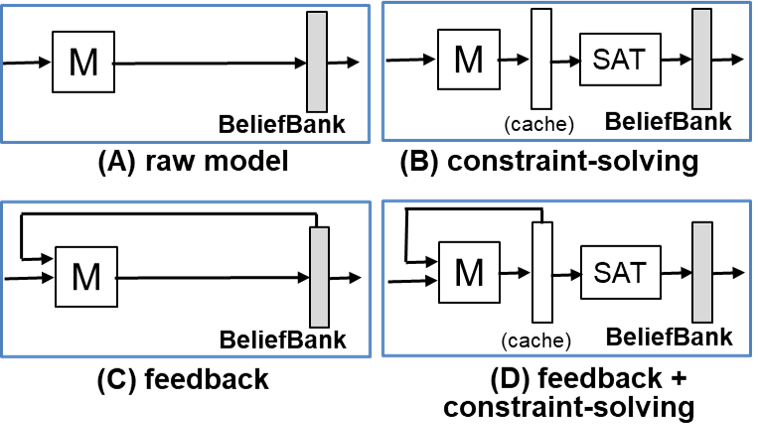 M
BeliefBank
(A) raw model
M
SAT
(cache)
BeliefBank
(B) constraint-solving
M
BeliefBank
(C) feedback
M
SAT
(cache)
BeliefBank
(D) feedback +
constraint-solving